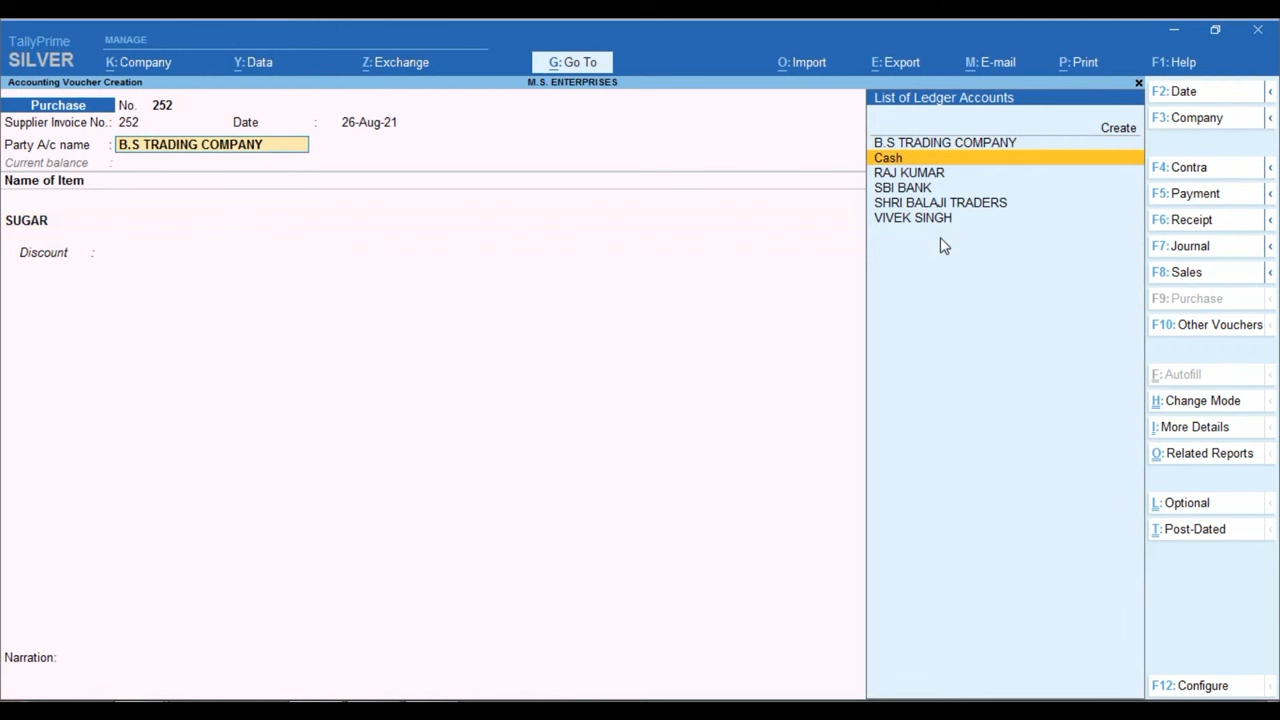 TallyPrime
SILVER
MANAGE
K: Company
Y: Data
Z: Exchange
G: Go To
O: Import
E: Export
M: E-mail
P: Print
F1: Help
Accounting Voucher Creation
M.S. ENTERPRISES
Purchase No. 252
Supplier Invoice No.: 252 Date : 26-Aug-21
Party A/c name : B.S TRADING COMPANY
Current balance :
Name of Item
SUGAR
Discount :
Narration:
List of Ledger Accounts
Create
B.S TRADING COMPANY
Cash
RAJ KUMAR
SBI BANK
SHRI BALAJI TRADERS
VIVEK SINGH
F2: Date
F3: Company
F4: Contra
F5: Payment
F6: Receipt
F7: Journal
F8: Sales
F9: Purchase
F10: Other Vouchers
F: Autofill
H: Change Mode
I: More Details
O: Related Reports
L: Optional
T: Post-Dated
F12: Configure